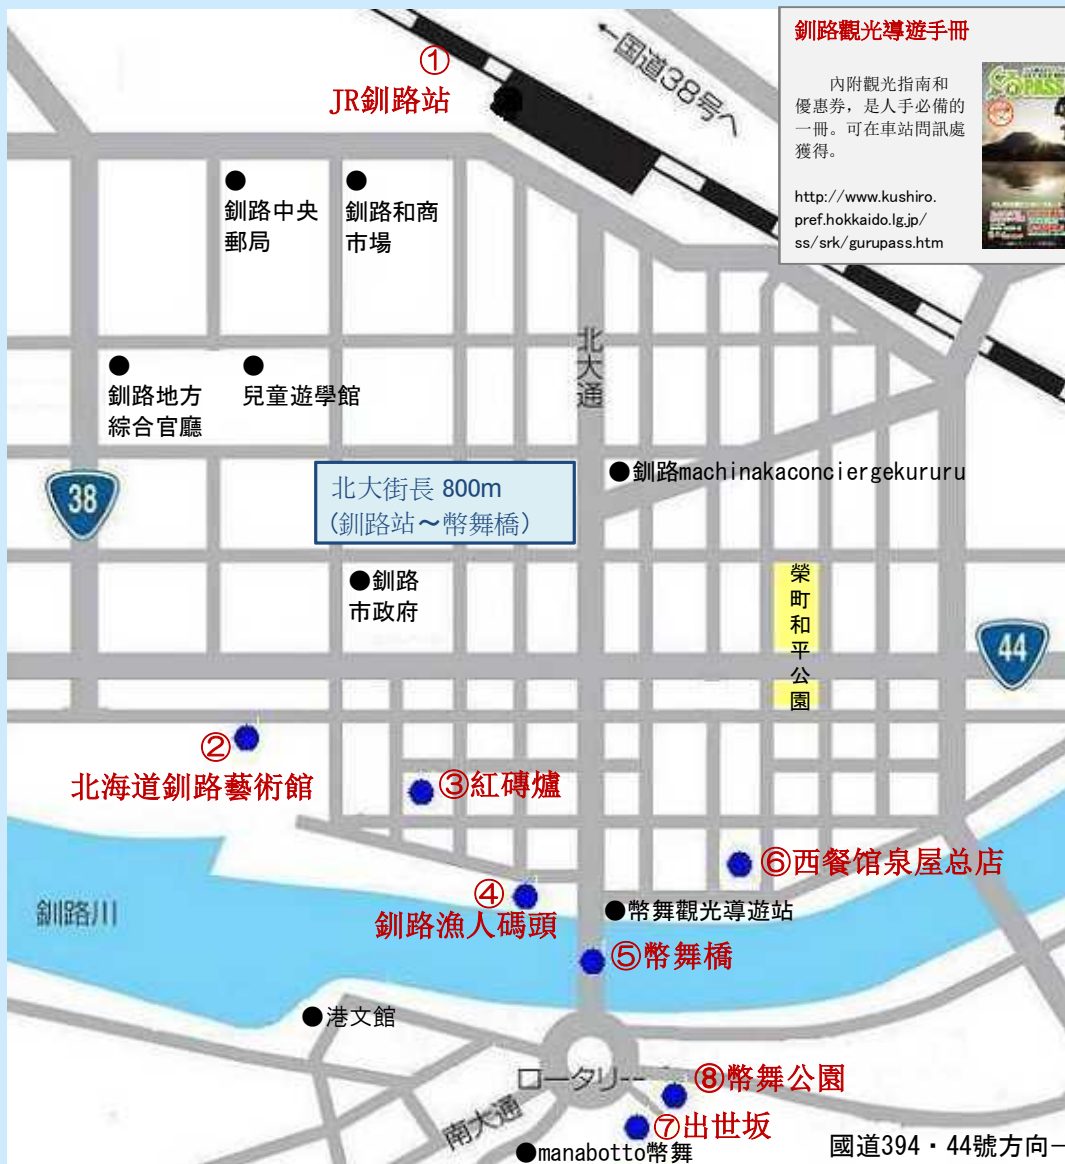 ①
JR釧路站
←国道38号へ
釧路觀光導遊手冊
內附觀光指南和
優惠券，是人手必備的
一冊。可在車站問訊處
獲得。
http://www.kushiro.
pref.hokkaido.lg.jp/
ss/srk/gurupass.htm
PASS
●
釧路中央
郵局
●
釧路和商
市場
北大通
●
釧路地方
綜合官廳
●
兒童遊學館
38
北大街長 800m
(釧路站～幣舞橋)
●釧路machinakaconciergekururu
●釧路
市政府
榮町和平公園
44
②
北海道釧路藝術館
③紅磚爐
⑥西餐馆泉屋总店
④
釧路漁人碼頭
釧路川
●幣舞觀光導遊站
⑤幣舞橋
●港文館
ロータリー
⑧幣舞公園
⑦出世坂
南大通
●manabotto幣舞
國道394・44號方向─